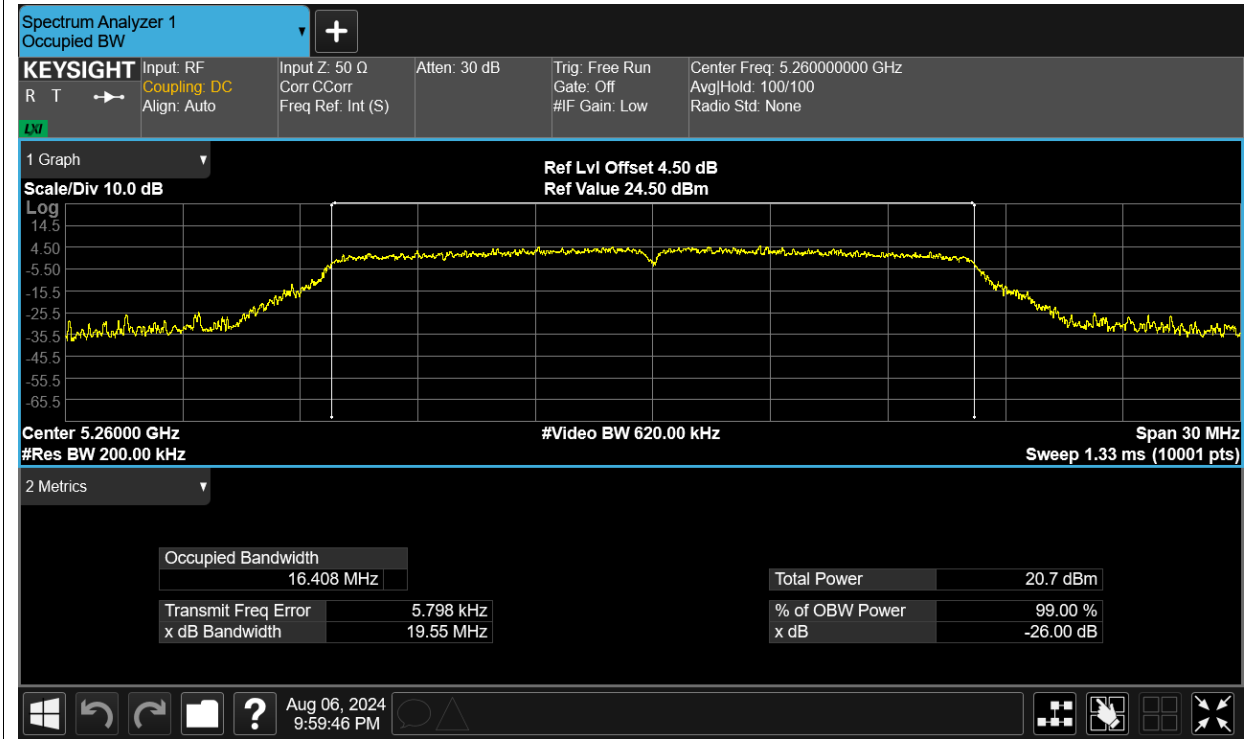 Spectrum Analyzer 1
Occupied BW
KEYSIGHT
R T
LXI
Input: RF
Coupling: DC
Align: Auto
Input Z: 50 Ω
Corr CCorr
Freq Ref: Int (S)
Atten: 30 dB
Trig: Free Run
Gate: Off
#IF Gain: Low
Center Freq: 5.260000000 GHz
Avg|Hold: 100/100
Radio Std: None
1 Graph
Scale/Div 10.0 dB
Ref Lvl Offset 4.50 dB
Ref Value 24.50 dBm
Log
14.5
4.50
-5.50
-15.5
-25.5
-35.5
-45.5
-55.5
-65.5
Center 5.26000 GHz
#Video BW 620.00 kHz
Span 30 MHz
#Res BW 200.00 kHz
Sweep 1.33 ms (10001 pts)
2 Metrics
Occupied Bandwidth
16.408 MHz
Transmit Freq Error 5.798 kHz
x dB Bandwidth 19.55 MHz
Total Power 20.7 dBm
% of OBW Power 99.00 %
x dB -26.00 dB
?
Aug 06, 2024
9:59:46 PM